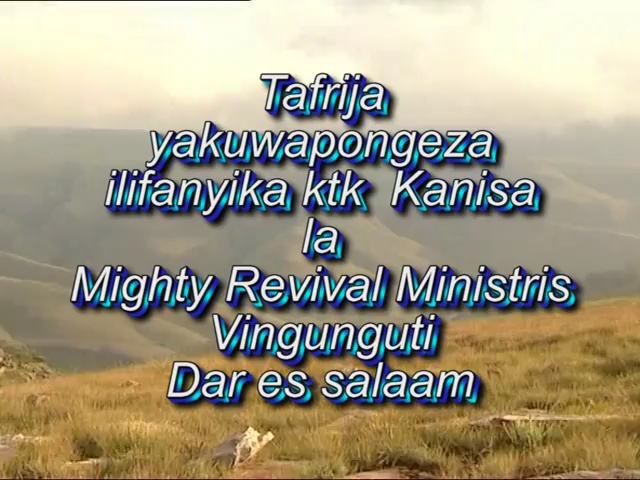 Tafrija
yakuwapongeza
ilifanyika ktk Kanisa
la
Mighty Revival Ministris
Vingunguti
Dar es salaam